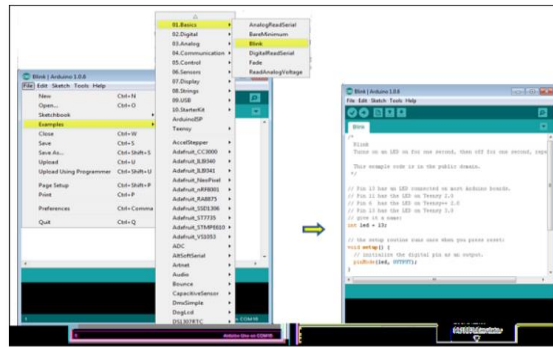 Blink | Arduino 1.0.6
File Edit Sketch Tools Help
New Ctrl+N
Open... Ctrl+O
Sketchbook
Examples
Close Ctrl+W
Save Ctrl+S
Save As... Ctrl+Shift+S
Upload Ctrl+U
Upload Using Programmer Ctrl+Shift+U
Page Setup Ctrl+Shift+P
Print Ctrl+P
Preferences Ctrl+Comma
Quit Ctrl+Q
01.Basics
02.Digital
03.Analog
04.Communication
05.Control
06.Sensors
07.Display
08.Strings
09.USB
10.StarterKit
ArduinoISP
Teensy
AccelStepper
Adafruit_CC3000
Adafruit_ILI9340
Adafruit_ILI9341
Adafruit_NeoPixel
Adafruit_nRF8001
Adafruit_RA8875
Adafruit_SSD1306
Adafruit_ST7735
Adafruit_STMPE610
Adafruit_VS1053
ADC
AltSoftSerial
Artnet
Audio
Bounce
CapacitiveSensor
DmxSimple
DogLcd
DS1307RTC
AnalogReadSerial
BareMinimum
Blink
DigitalReadSerial
Fade
ReadAnalogVoltage
Arduino Uno on COM16
Blink | Arduino 1.0.6
File Edit Sketch Tools Help
Blink
/*
Blink
Turns on an LED on for one second, then off for one second, repea
This example code is in the public domain.
*/
// Pin 13 has an LED connected on most Arduino boards.
// Pin 11 has the LED on Teensy 2.0
// Pin 6 has the LED on Teensy++ 2.0
// Pin 13 has the LED on Teensy 3.0
// give it a name:
int led = 13;
// the setup routine runs once when you press reset:
void setup() {
// initialize the digital pin as an output.
pinMode(led, OUTPUT);
}